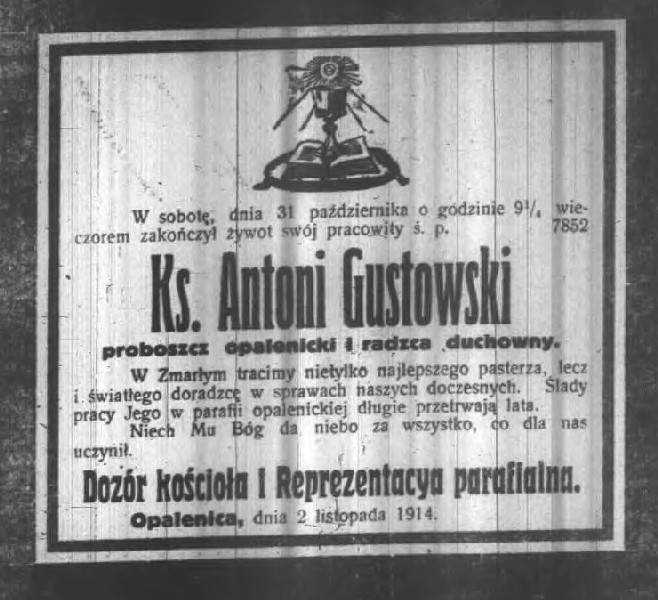 W sobotę, dnia 31 października o godzinie 9¹/₄ wie-
czorem zakończył żywot swój pracowity ś. p. 7852
Ks. Antoni Gustowski
proboszcz opalenicki i radzca duchowny.
W Zmarłym tracimy nietylko najlepszego pasterza, lecz
i światłego doradzcę w sprawach naszych doczesnych. Ślady
pracy Jego w parafii opalenickiej długie przetrwają lata.
Niech Mu Bóg da niebo za wszystko, co dla nas
uczynił.
Dozór kościoła i Reprezentacya parafialna.
Opalenica, dnia 2 listopada 1914.